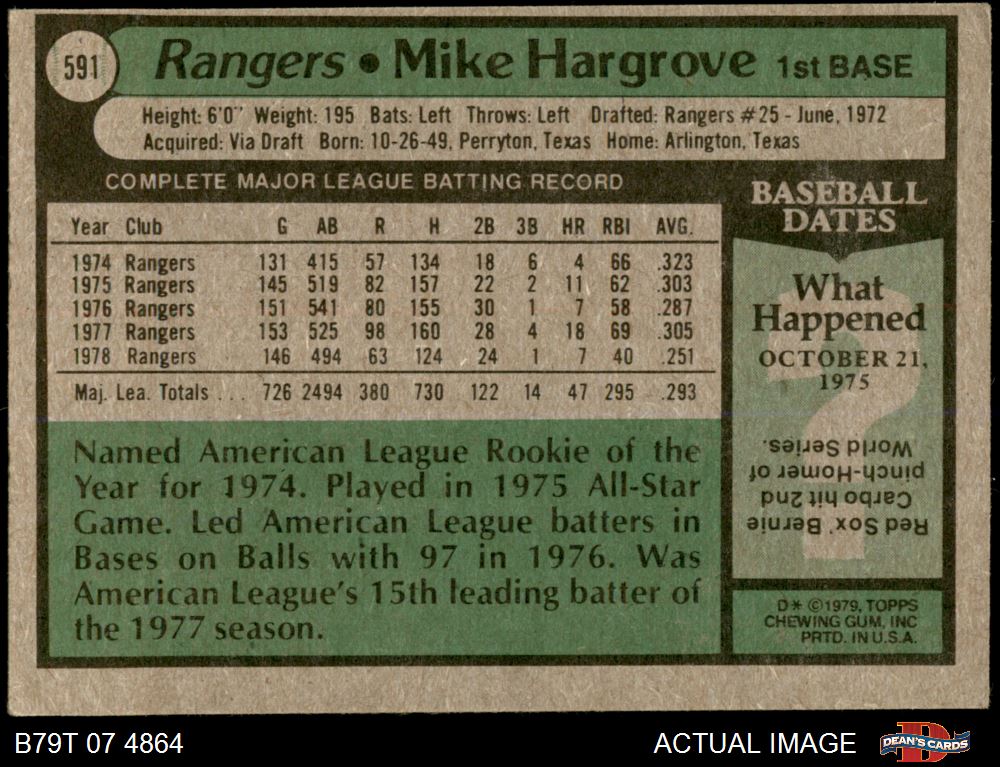 591
Rangers • Mike Hargrove 1st BASE
Height: 6'0" Weight: 195 Bats: Left Throws: Left Drafted: Rangers #25 - June, 1972
Acquired: Via Draft Born: 10-26-49, Perryton, Texas Home: Arlington, Texas
COMPLETE MAJOR LEAGUE BATTING RECORD
Year Club G AB R H 2B 3B HR RBI AVG.
1974 Rangers 131 415 57 134 18 6 4 66 .323
1975 Rangers 145 519 82 157 22 2 11 62 .303
1976 Rangers 151 541 80 155 30 1 7 58 .287
1977 Rangers 153 525 98 160 28 4 18 69 .305
1978 Rangers 146 494 63 124 24 1 7 40 .251
Maj. Lea. Totals . . . 726 2494 380 730 122 14 47 295 .293
Named American League Rookie of the
Year for 1974. Played in 1975 All-Star
Game. Led American League batters in
Bases on Balls with 97 in 1976. Was
American League's 15th leading batter of
the 1977 season.
BASEBALL
DATES
What
Happened
OCTOBER 21,
1975
?
Red Sox' Bernie
Carbo hit 2nd
pinch-Homer of
World Series.
D* ©1979, TOPPS
CHEWING GUM, INC
PRTD. IN U.S.A.
B79T 07 4864
ACTUAL IMAGE
D
DEAN'S CARDS